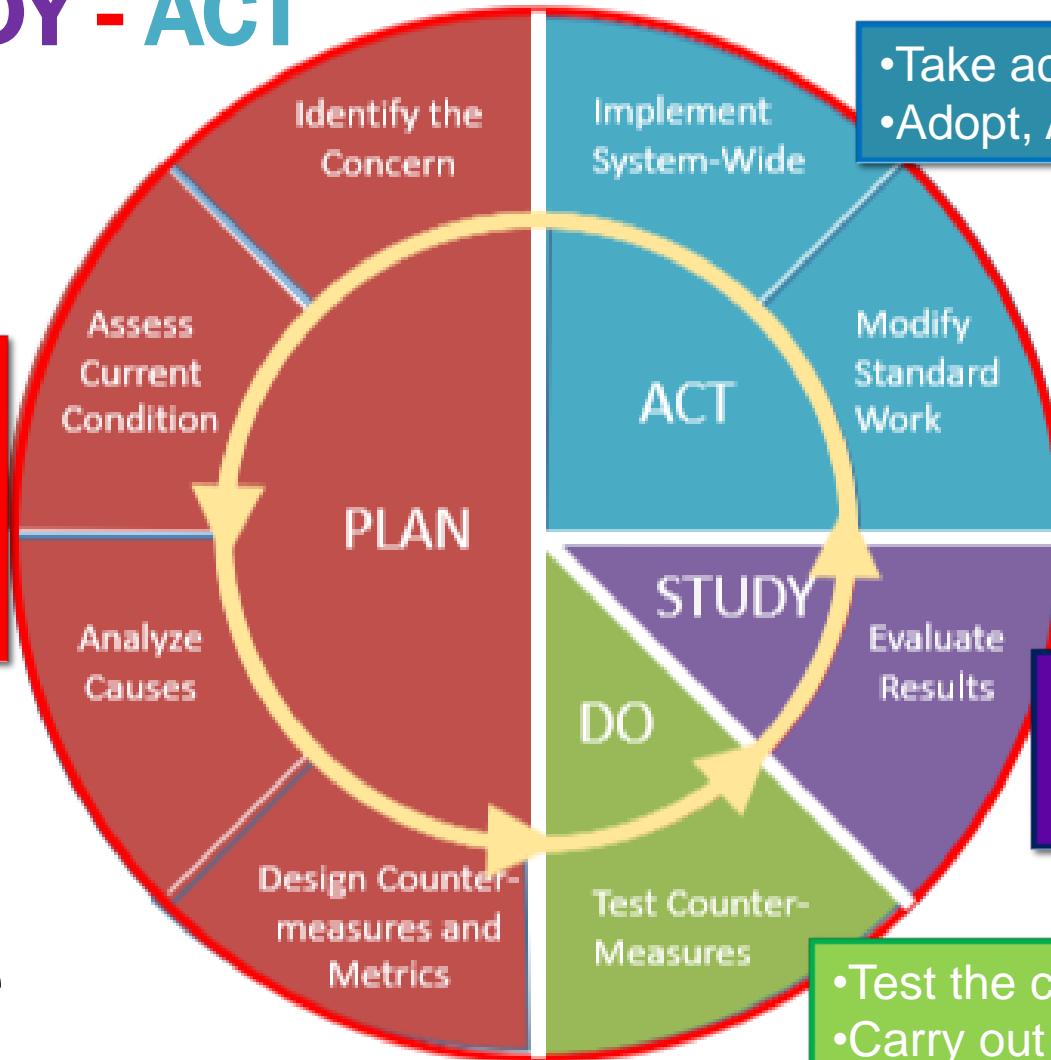 DY - ACT
Identify the
Concern
Implement
System-Wide
•Take ac
•Adopt, A
Assess
Current
Condition
ACT
Modify
Standard
Work
PLAN
STUDY
Analyze
Causes
Evaluate
Results
DO
Design Counter-
measures and
Metrics
Test Counter-
Measures
•Test the c
•Carry out